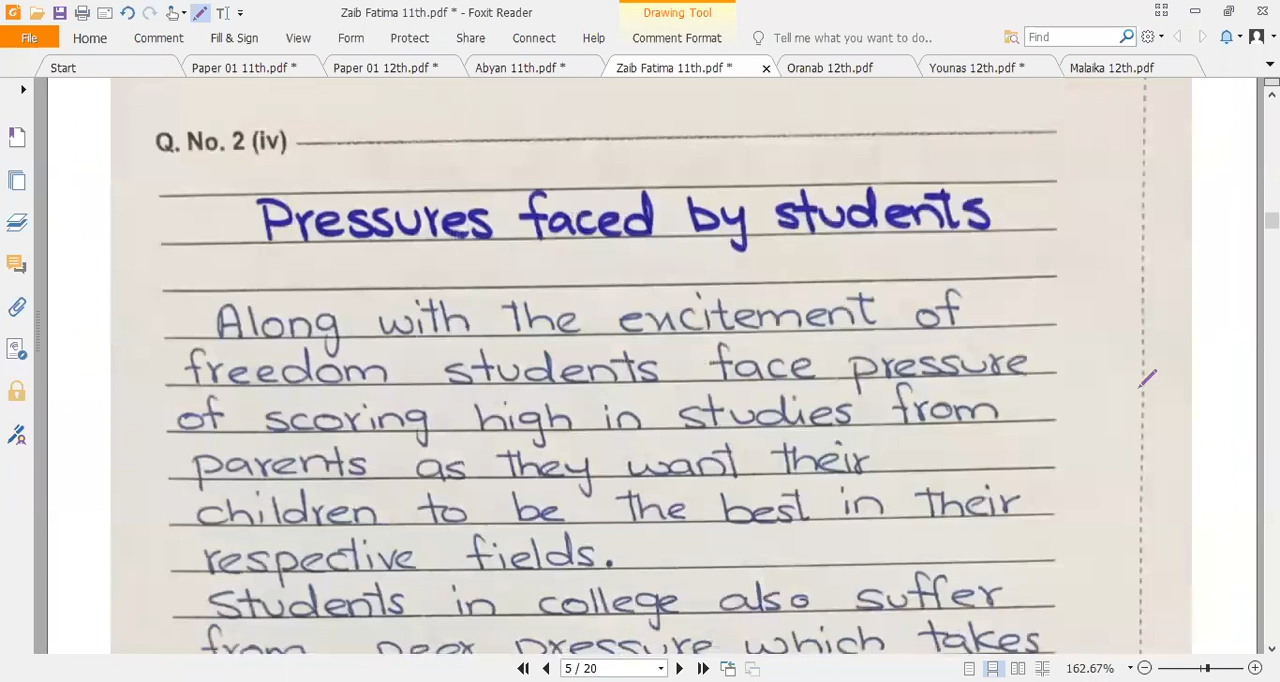 Zaib Fatima 11th.pdf * - Foxit Reader
Drawing Tool
File Home Comment Fill & Sign View Form Protect Share Connect Help Comment Format Tell me what you want to do.. Find
Start Paper 01 11th.pdf * Paper 01 12th.pdf * Abyan 11th.pdf * Zaib Fatima 11th.pdf * Oranab 12th.pdf Younas 12th.pdf * Malaika 12th.pdf
Q. No. 2 (iv)
Pressures faced by students
Along with the excitement of
freedom students face pressure
of scoring high in studies from
parents as they want their
children to be the best in their
respective fields.
Students in college also suffer
from peer pressure which takes
5 / 20
162.67%